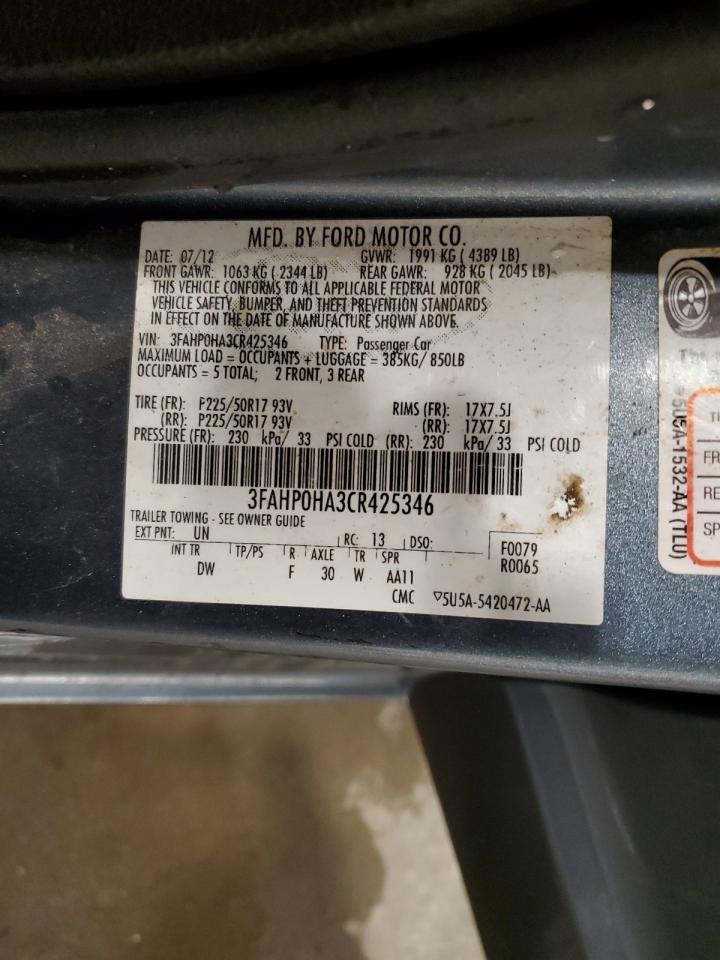 MFD. BY FORD MOTOR CO.
DATE: 07/12 GVWR: 1991 KG ( 4389 LB)
FRONT GAWR: 1063 KG ( 2344 LB) REAR GAWR: 928 KG ( 2045 LB)
THIS VEHICLE CONFORMS TO ALL APPLICABLE FEDERAL MOTOR
VEHICLE SAFETY, BUMPER, AND THEFT PREVENTION STANDARDS
IN EFFECT ON THE DATE OF MANUFACTURE SHOWN ABOVE.
VIN: 3FAHP0HA3CR425346 TYPE: Passenger Car
MAXIMUM LOAD = OCCUPANTS + LUGGAGE = 385KG/ 850LB
OCCUPANTS = 5 TOTAL; 2 FRONT, 3 REAR
TIRE (FR): P225/50R17 93V RIMS (FR): 17X7.5J
(RR): P225/50R17 93V (RR): 17X7.5J
PRESSURE (FR): 230 kPa/ 33 PSI COLD (RR): 230 kPa/ 33 PSI COLD
3FAHP0HA3CR425346
TRAILER TOWING - SEE OWNER GUIDE
EXT PNT: UN RC: 13 DSO: F0079
INT TR TP/PS R AXLE TR SPR R0065
DW F 30 W AA11
CMC ▽5U5A-5420472-AA
5U5A-1532-AA (TLU)
FR
RE
SP